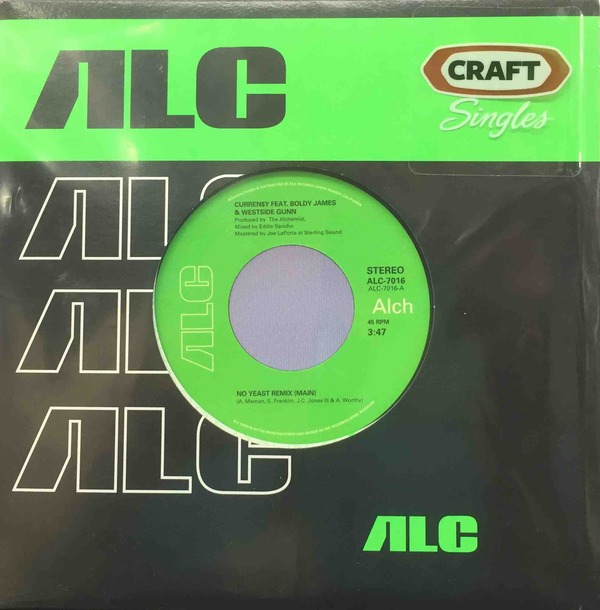 ALC
CRAFT
Singles
ALC
CURREN$Y FEAT. BOLDY JAMES
& WESTSIDE GUNN
Produced by The Alchemist,
Mixed by Eddie Sancho
Mastered by Joe LaPorta at Sterling Sound
STEREO
ALC-7016
ALC-7016-A
Alch
45 RPM
3:47
ALC
NO YEAST REMIX (MAIN)
(A. Maman, S. Franklin, J.C. Jones III & A. Worthy)
ALC
ALC
ALC